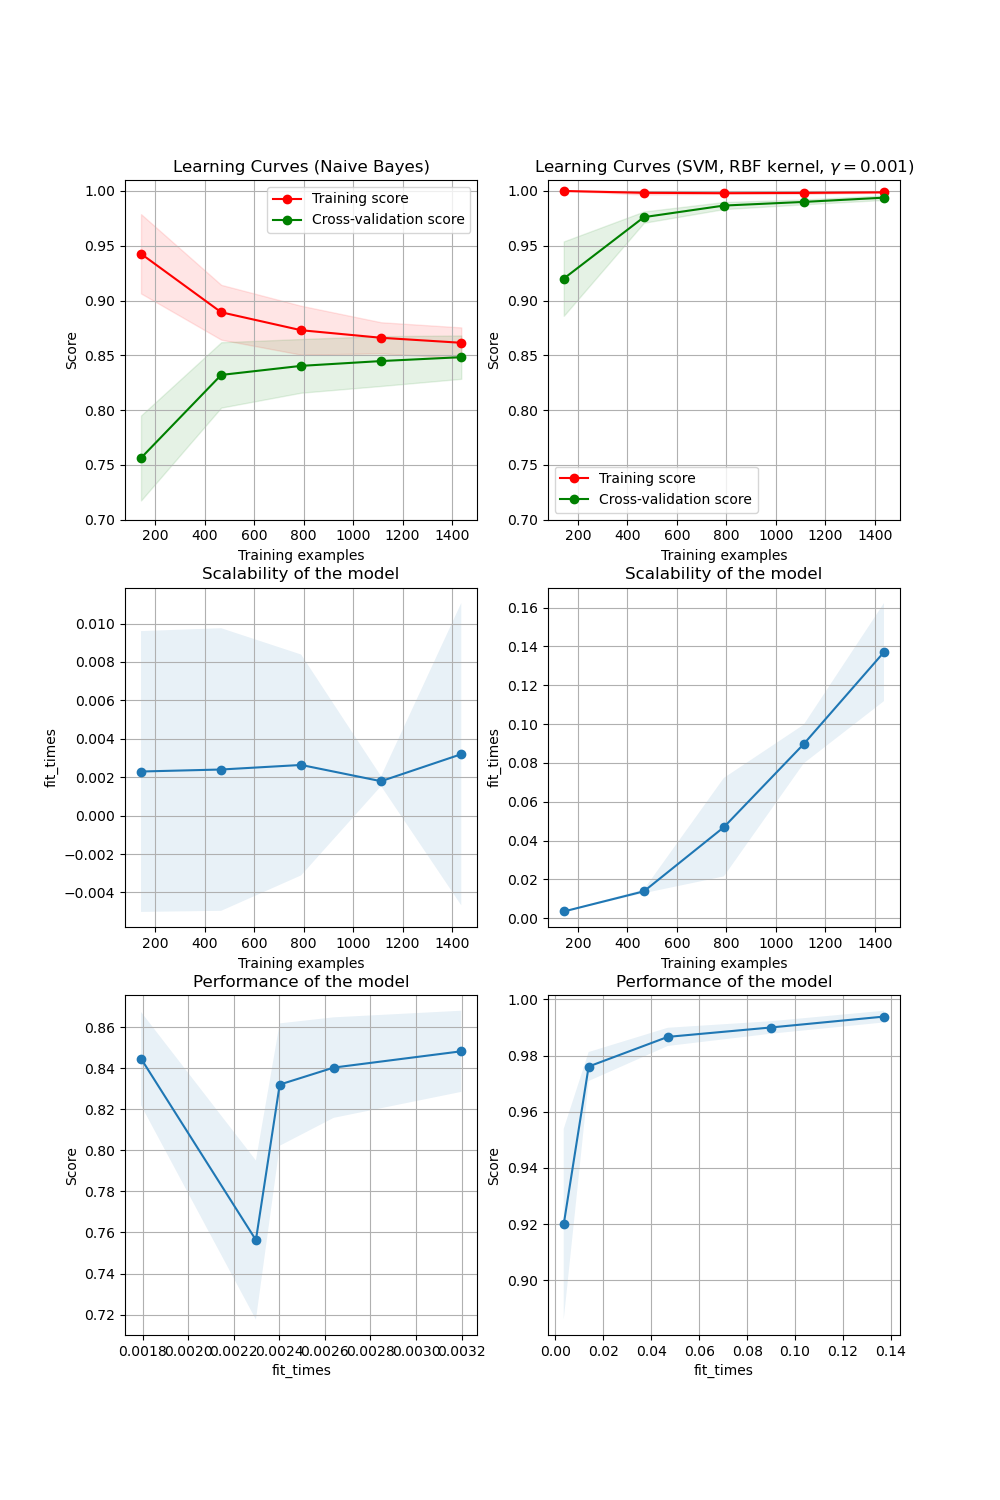 Learning Curves (Naive Bayes)
1.00
0.95
0.90
0.85
0.80
0.75
0.70
Score
Training score
Cross-validation score
200 400 600 800 1000 1200 1400
Training examples
Learning Curves (SVM, RBF kernel, γ = 0.001)
1.00
0.95
0.90
0.85
0.80
0.75
0.70
Score
Training score
Cross-validation score
200 400 600 800 1000 1200 1400
Training examples
Scalability of the model
0.010
0.008
0.006
0.004
0.002
0.000
−0.002
−0.004
fit_times
200 400 600 800 1000 1200 1400
Training examples
Scalability of the model
0.16
0.14
0.12
0.10
0.08
0.06
0.04
0.02
0.00
fit_times
200 400 600 800 1000 1200 1400
Training examples
Performance of the model
0.86
0.84
0.82
0.80
0.78
0.76
0.74
0.72
Score
0.0018 0.0020 0.0022 0.0024 0.0026 0.0028 0.0030 0.0032
fit_times
Performance of the model
1.00
0.98
0.96
0.94
0.92
0.90
Score
0.00 0.02 0.04 0.06 0.08 0.10 0.12 0.14
fit_times